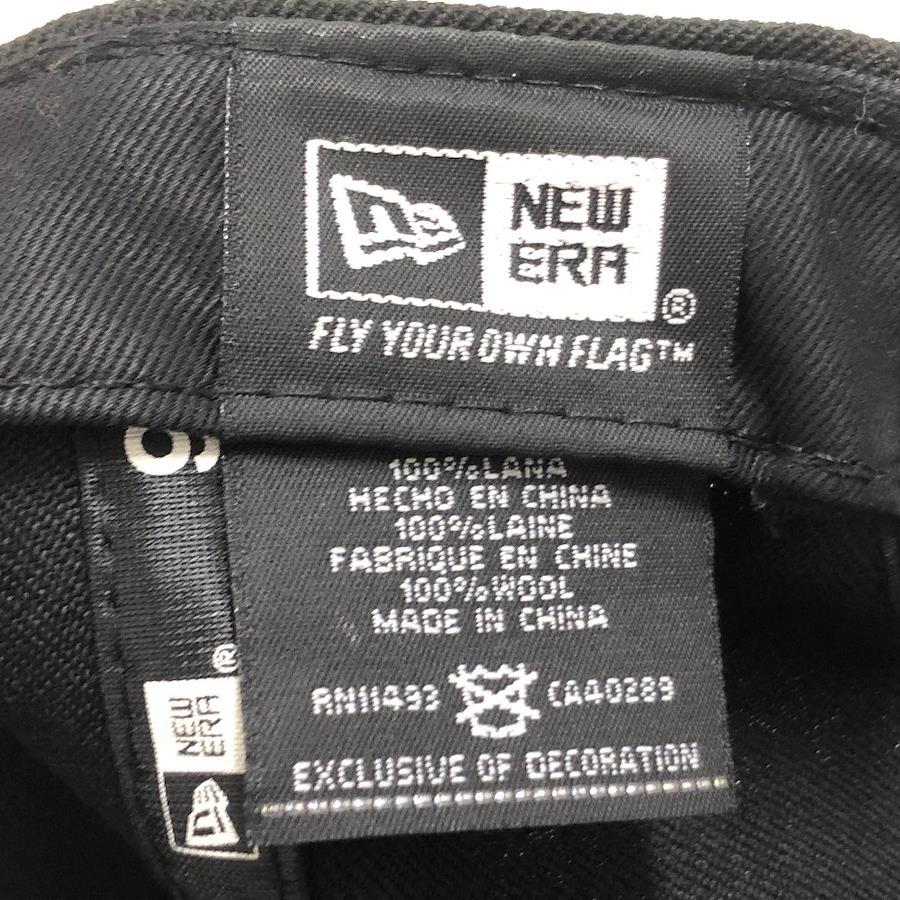 NEW
ERA
®
FLY YOUR OWN FLAG™
100%LANA
HECHO EN CHINA
100%LAINE
FABRIQUE EN CHINE
100%WOOL
MADE IN CHINA
RN11493 CA40289
EXCLUSIVE OF DECORATION
NEW
ERA
®